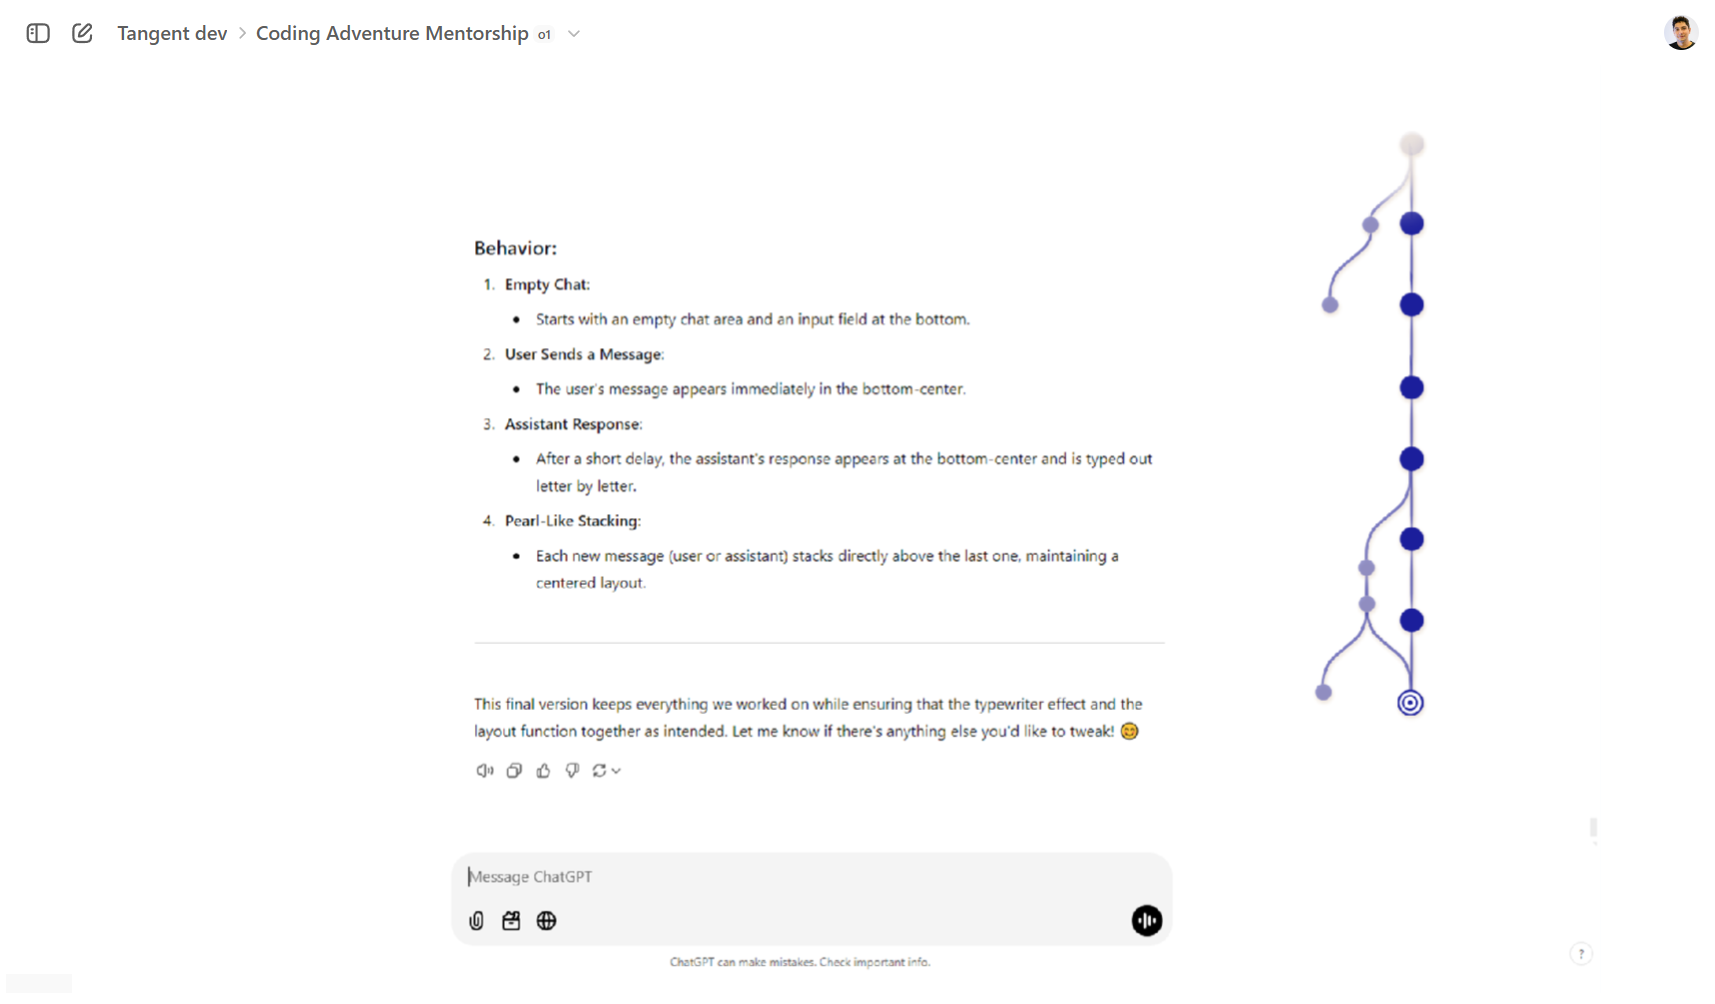 Tangent dev > Coding Adventure Mentorship o1
Behavior:
1. Empty Chat:
• Starts with an empty chat area and an input field at the bottom.
2. User Sends a Message:
• The user's message appears immediately in the bottom-center.
3. Assistant Response:
• After a short delay, the assistant's response appears at the bottom-center and is typed out
letter by letter.
4. Pearl-Like Stacking:
• Each new message (user or assistant) stacks directly above the last one, maintaining a
centered layout.
This final version keeps everything we worked on while ensuring that the typewriter effect and the
layout function together as intended. Let me know if there's anything else you'd like to tweak! 😊
Message ChatGPT
ChatGPT can make mistakes. Check important info.
?